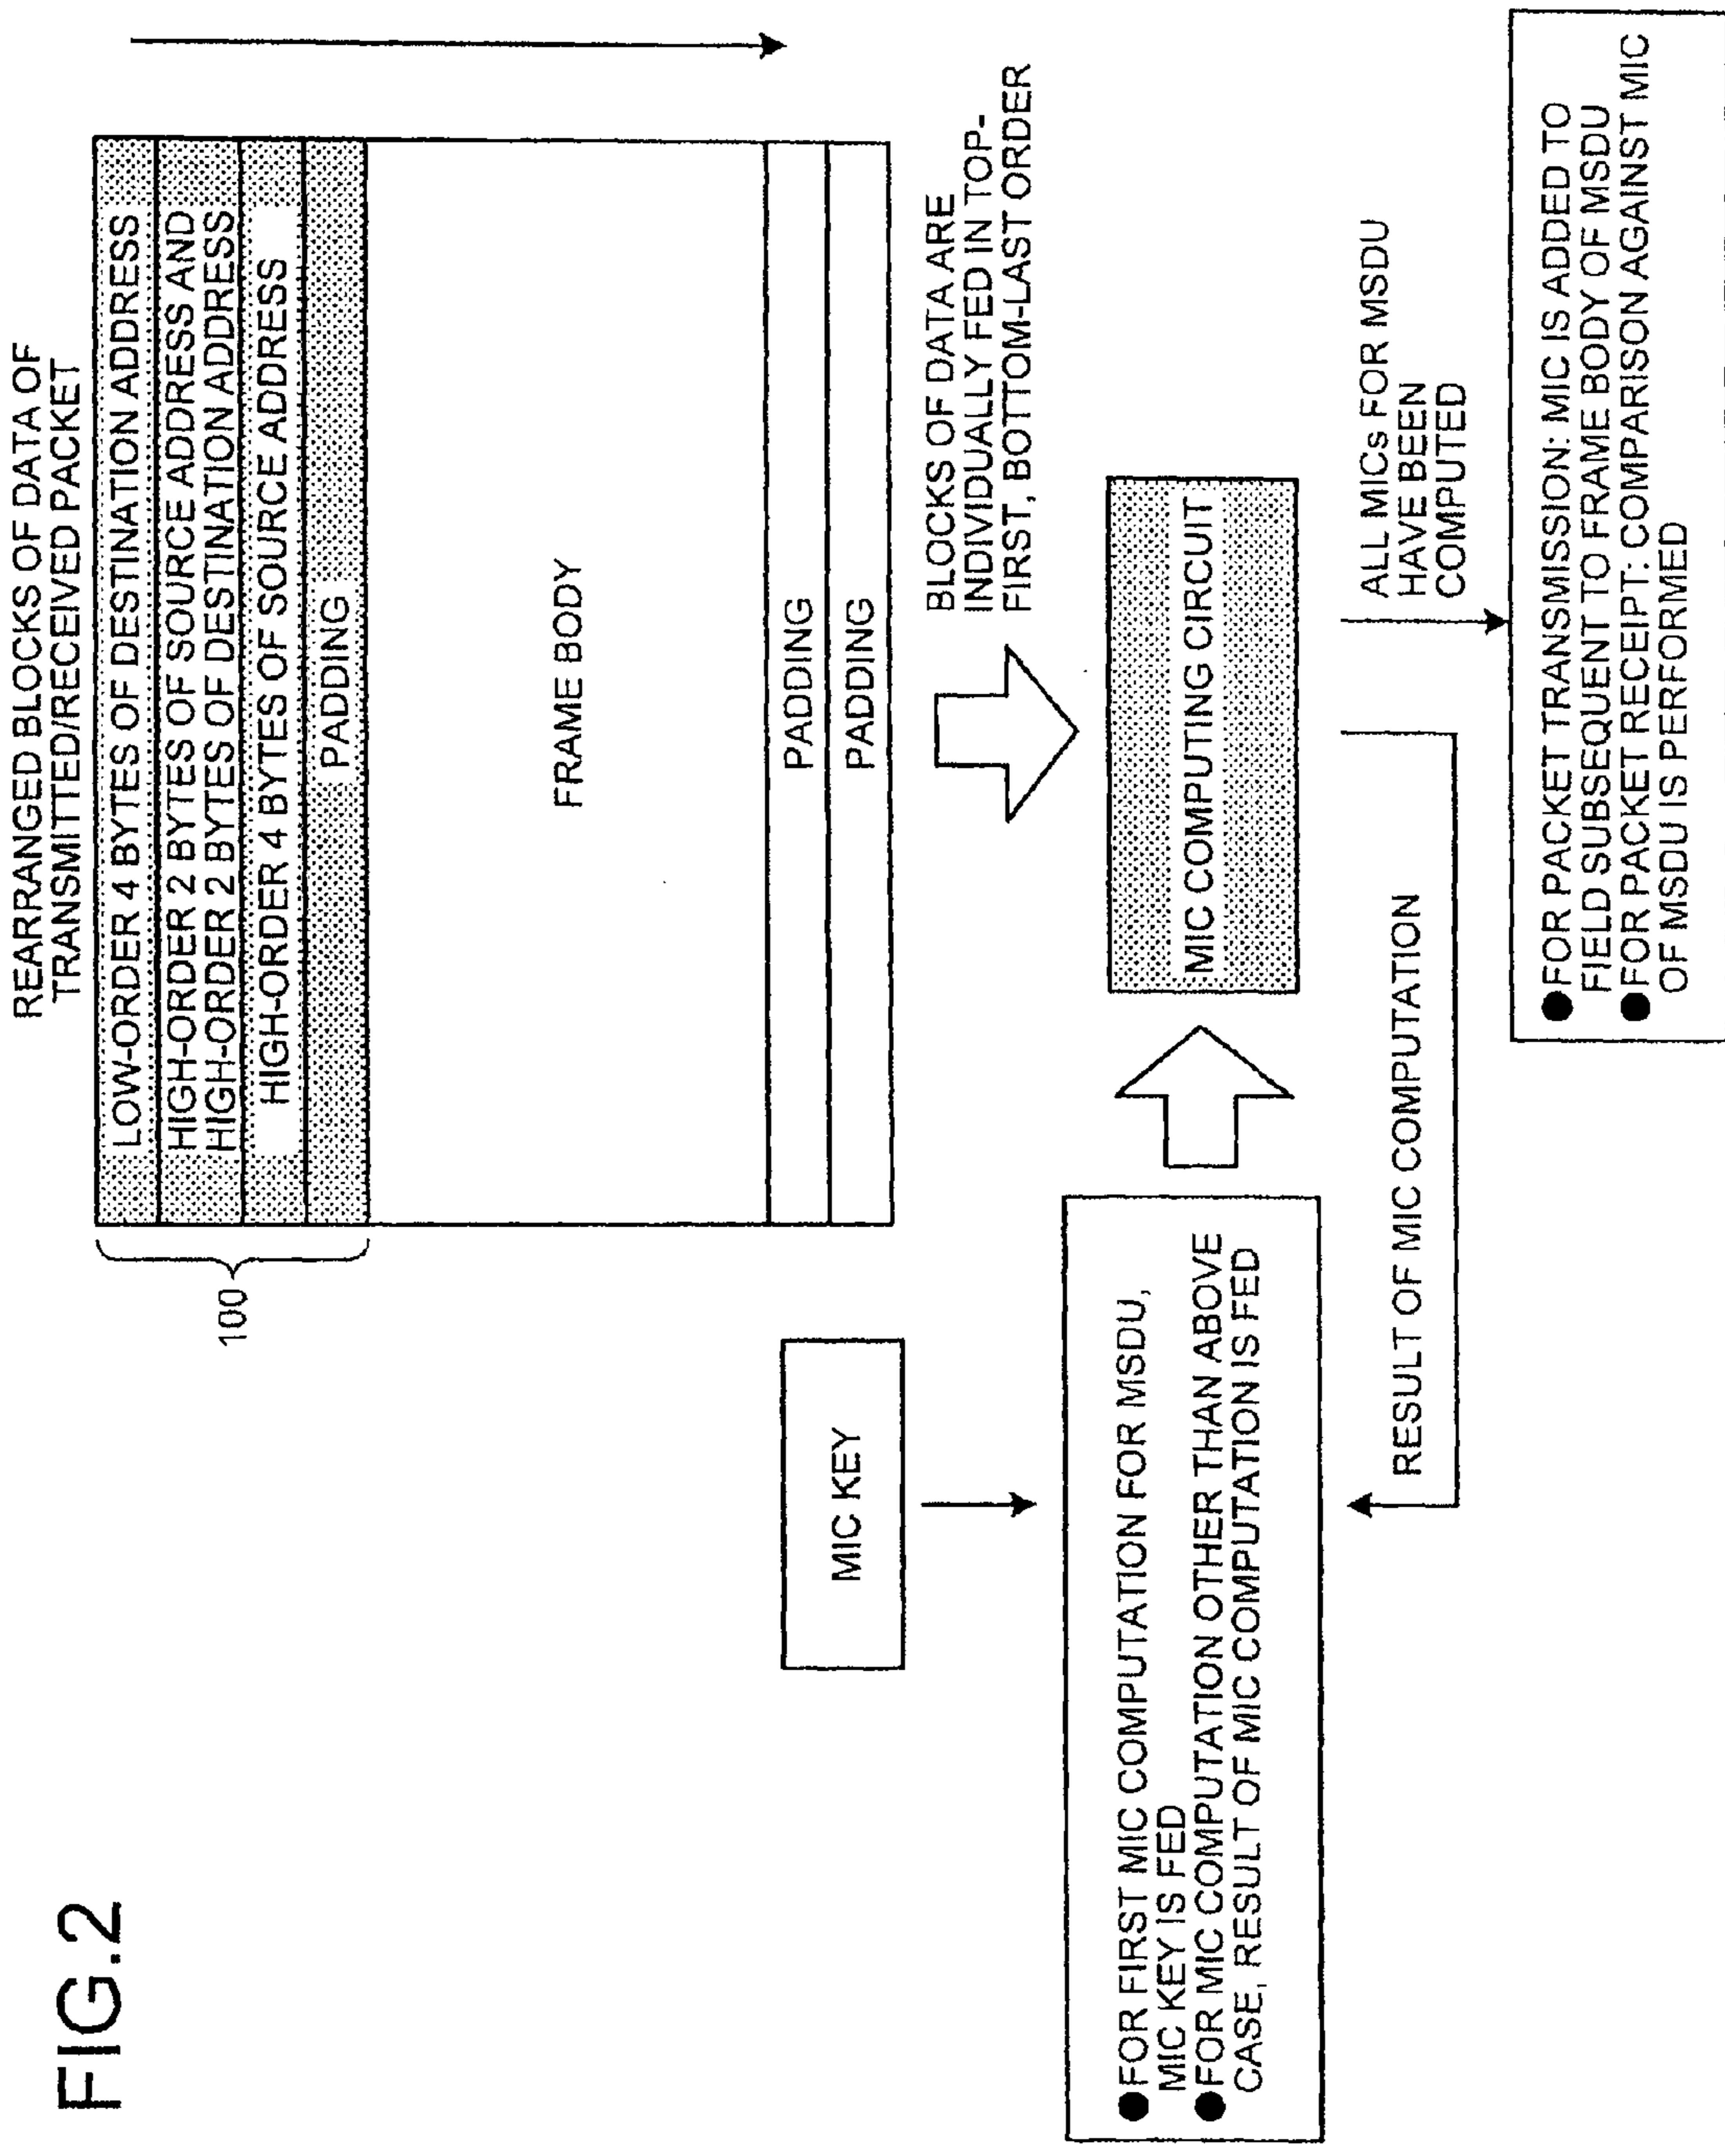 FIG.2
REARRANGED BLOCKS OF DATA OF
TRANSMITTED/RECEIVED PACKET
LOW-ORDER 4 BYTES OF DESTINATION ADDRESS
HIGH-ORDER 2 BYTES OF SOURCE ADDRESS AND
HIGH-ORDER 2 BYTES OF DESTINATION ADDRESS
HIGH-ORDER 4 BYTES OF SOURCE ADDRESS
PADDING
100
FRAME BODY
PADDING
PADDING
BLOCKS OF DATA ARE
INDIVIDUALLY FED IN TOP-
FIRST, BOTTOM-LAST ORDER
MIC KEY
●FOR FIRST MIC COMPUTATION FOR MSDU,
MIC KEY IS FED
●FOR MIC COMPUTATION OTHER THAN ABOVE
CASE, RESULT OF MIC COMPUTATION IS FED
MIC COMPUTING CIRCUIT
RESULT OF MIC COMPUTATION
ALL MICs FOR MSDU
HAVE BEEN
COMPUTED
●FOR PACKET TRANSMISSION: MIC IS ADDED TO
FIELD SUBSEQUENT TO FRAME BODY OF MSDU
●FOR PACKET RECEIPT: COMPARISON AGAINST MIC
OF MSDU IS PERFORMED